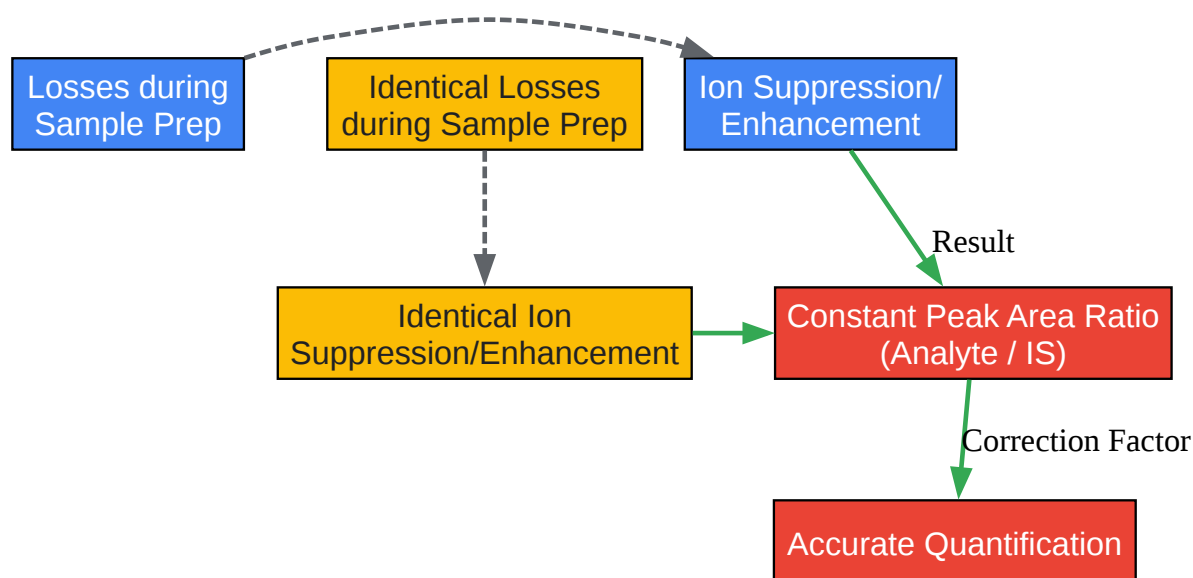 Losses during
Sample Prep
Identical Losses
during Sample Prep
Ion Suppression/
Enhancement
Result
Identical Ion
Suppression/Enhancement
Constant Peak Area Ratio
(Analyte / IS)
Correction Factor
Accurate Quantification